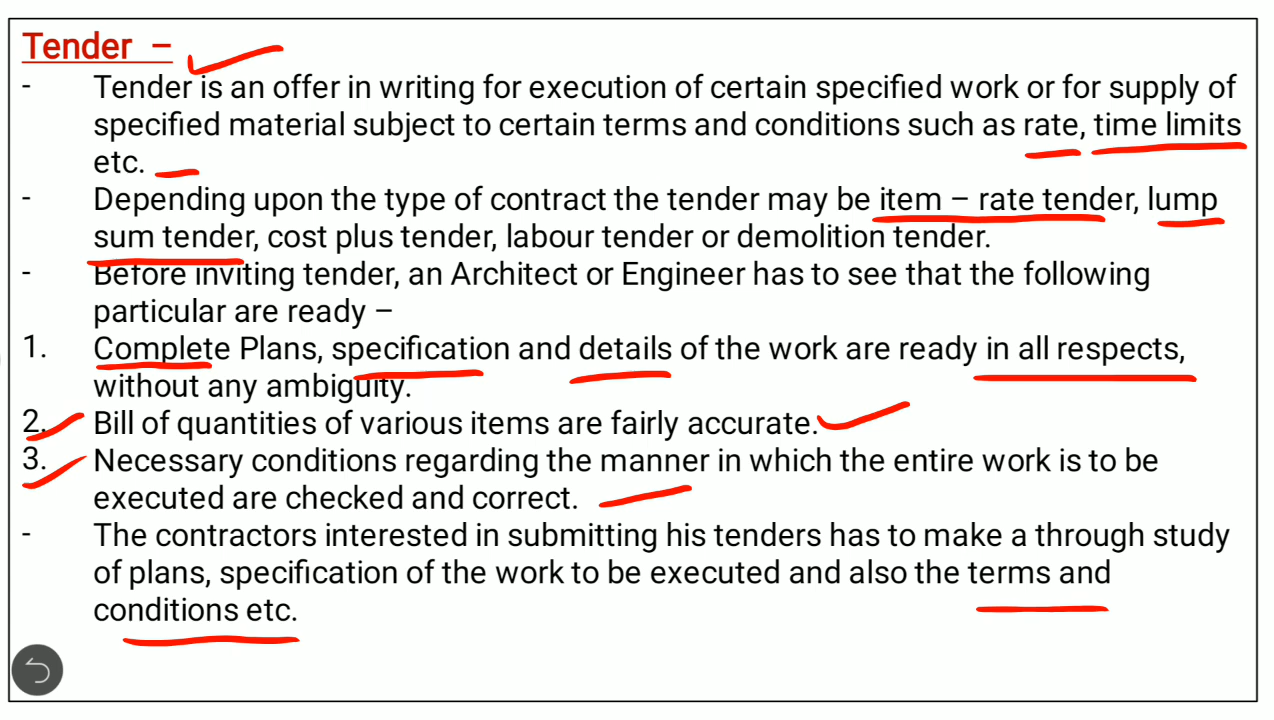 Tender –
- Tender is an offer in writing for execution of certain specified work or for supply of
specified material subject to certain terms and conditions such as rate, time limits
etc.
- Depending upon the type of contract the tender may be item – rate tender, lump
sum tender, cost plus tender, labour tender or demolition tender.
- Before inviting tender, an Architect or Engineer has to see that the following
particular are ready –
1. Complete Plans, specification and details of the work are ready in all respects,
without any ambiguity.
2. Bill of quantities of various items are fairly accurate.
3. Necessary conditions regarding the manner in which the entire work is to be
executed are checked and correct.
- The contractors interested in submitting his tenders has to make a through study
of plans, specification of the work to be executed and also the terms and
conditions etc.